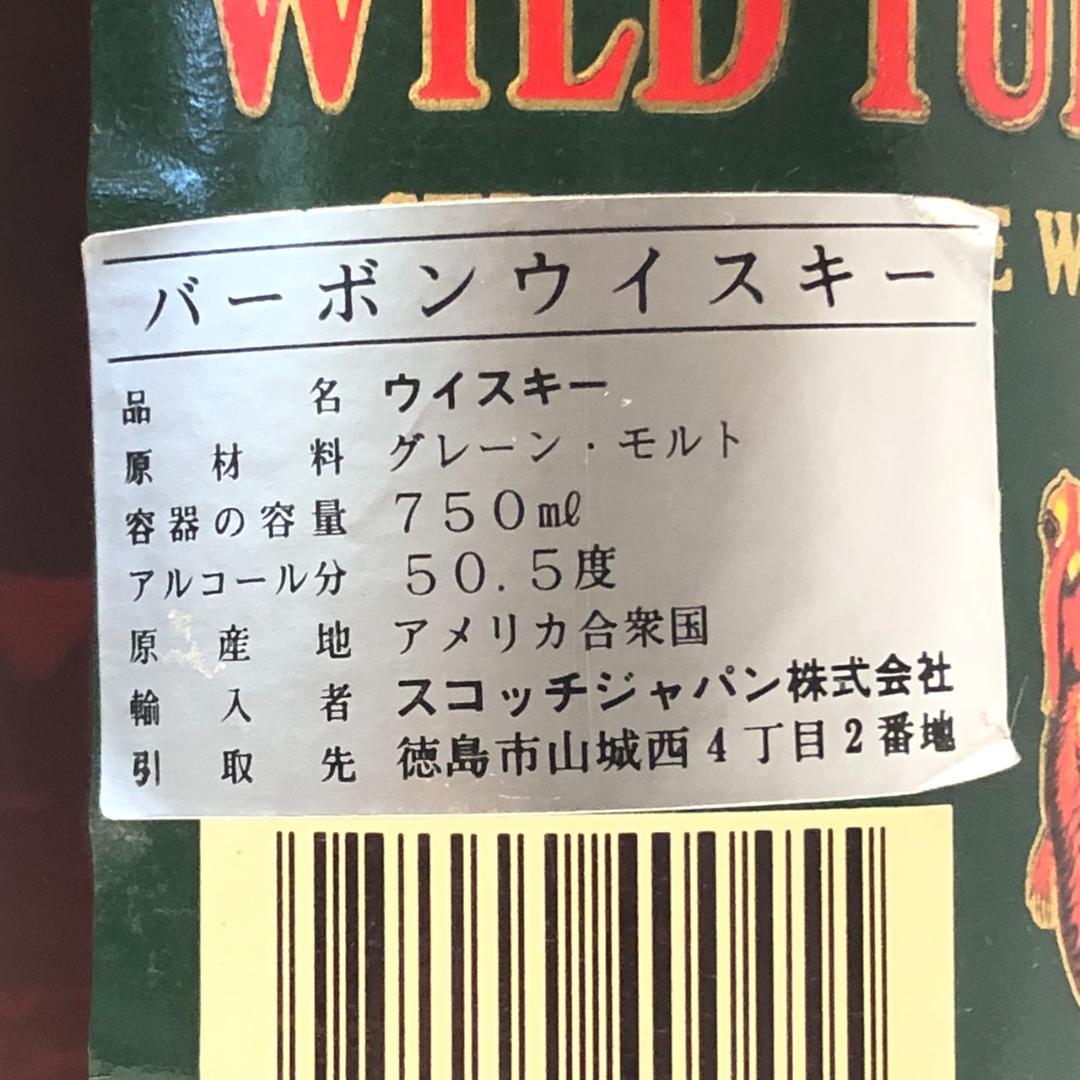 WILD
バーボンウイスキー
品名 ウイスキー
原材料 グレーン・モルト
容器の容量 750㎖
アルコール分 50.5度
原産地 アメリカ合衆国
輸入者 スコッチジャパン株式会社
引取先 徳島市山城西4丁目2番地